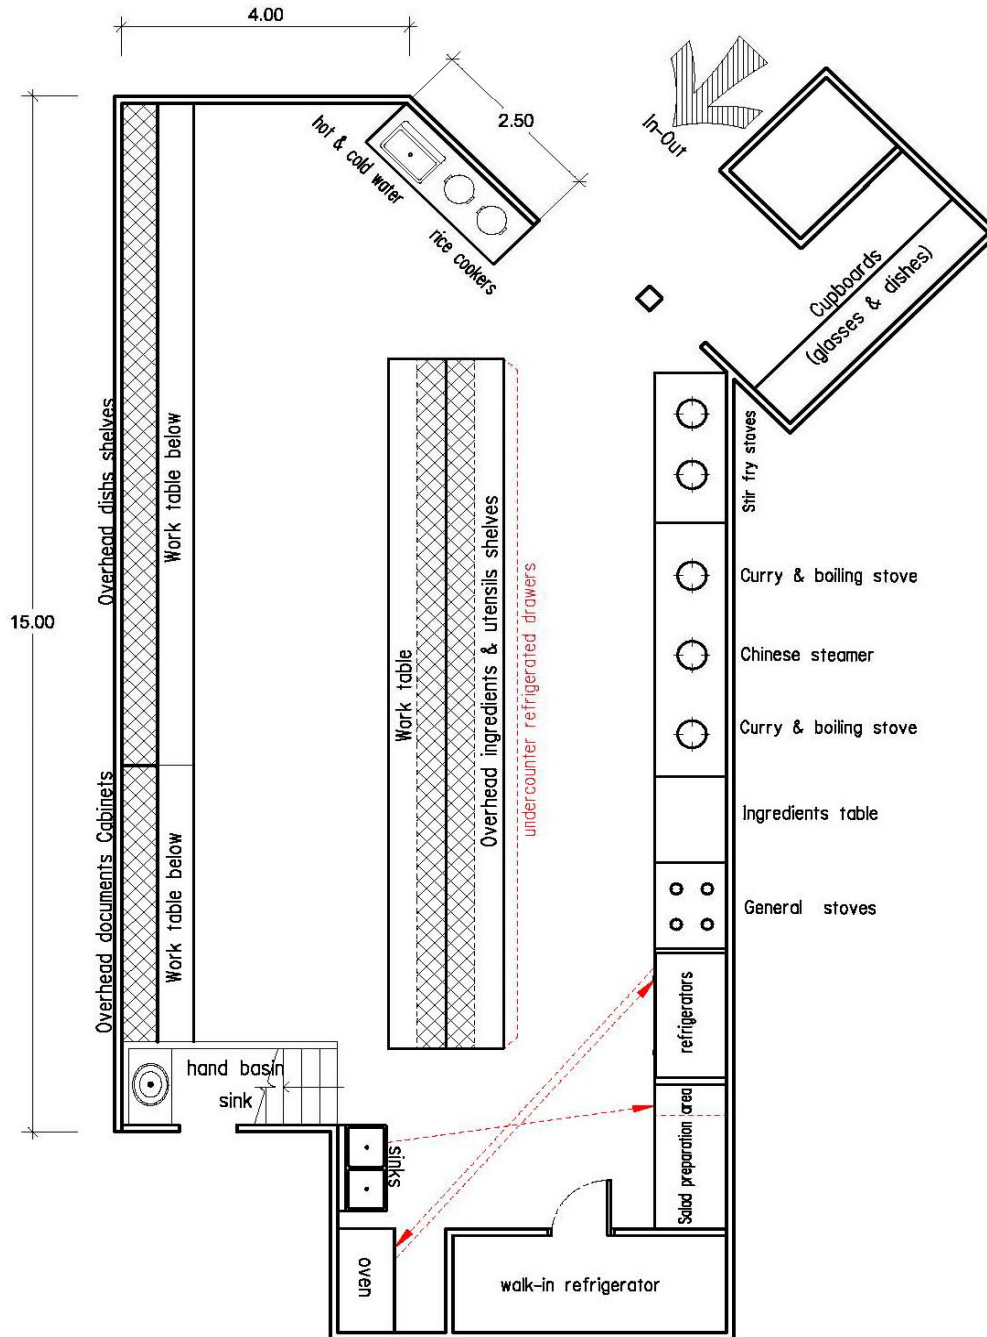 4.00
2.50
In-Out
hot & cold water
rice cookers
Cupboards
(glasses & dishes)
15.00
Overhead dishs shelves
Work table below
Stir fry stoves
Curry & boiling stove
Chinese steamer
Curry & boiling stove
Work table
Overhead ingredients & utensils shelves
undercounter refrigerated drawers
Ingredients table
General stoves
Overhead documents Cabinets
Work table below
refrigerators
hand basin
sink
sinks
Salad preparation area
oven
walk-in refrigerator